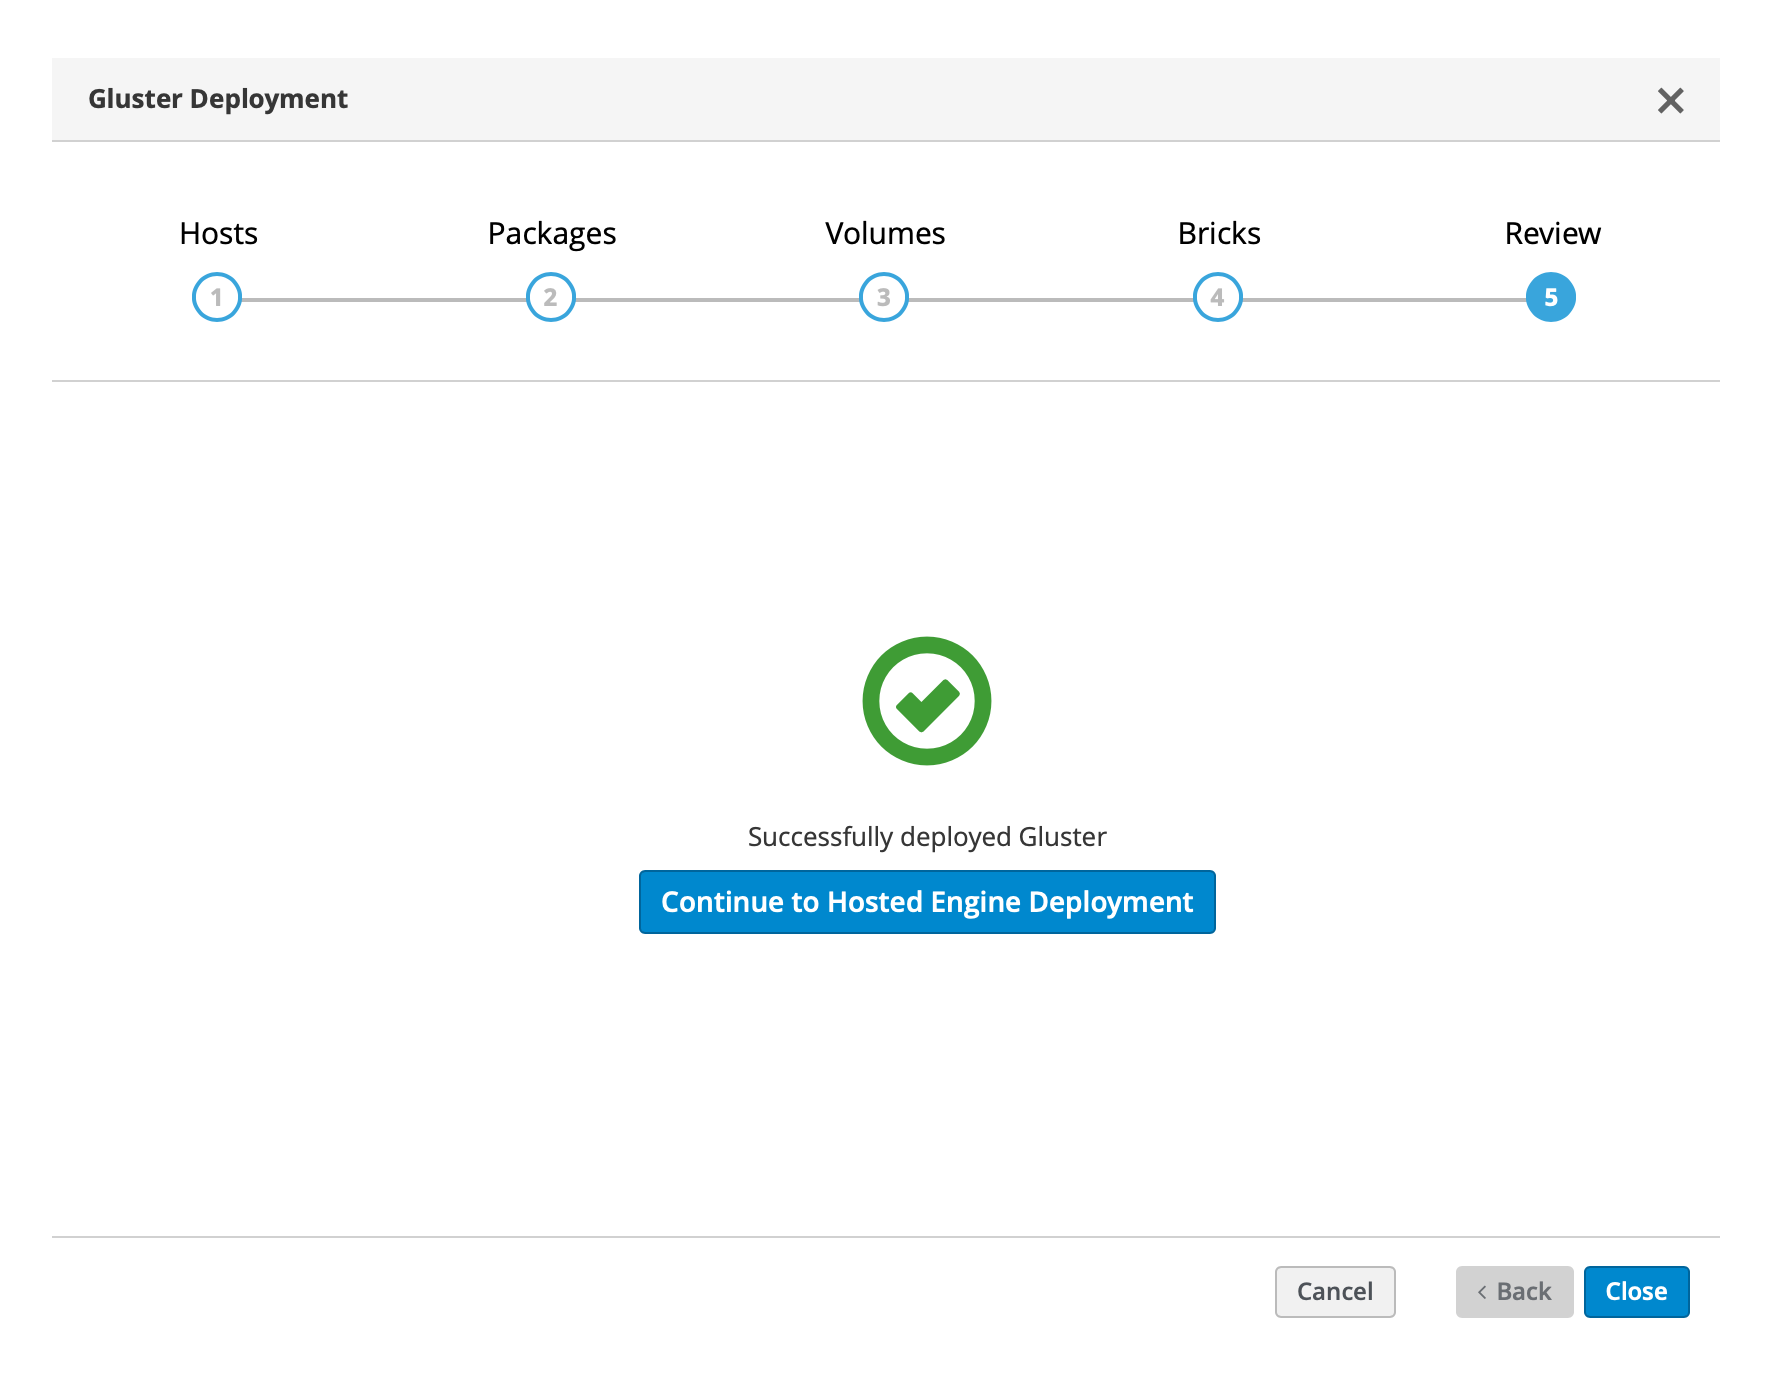 Gluster Deployment
Hosts Packages Volumes Bricks Review
1 2 3 4 5
Successfully deployed Gluster
Continue to Hosted Engine Deployment
Cancel < Back Close